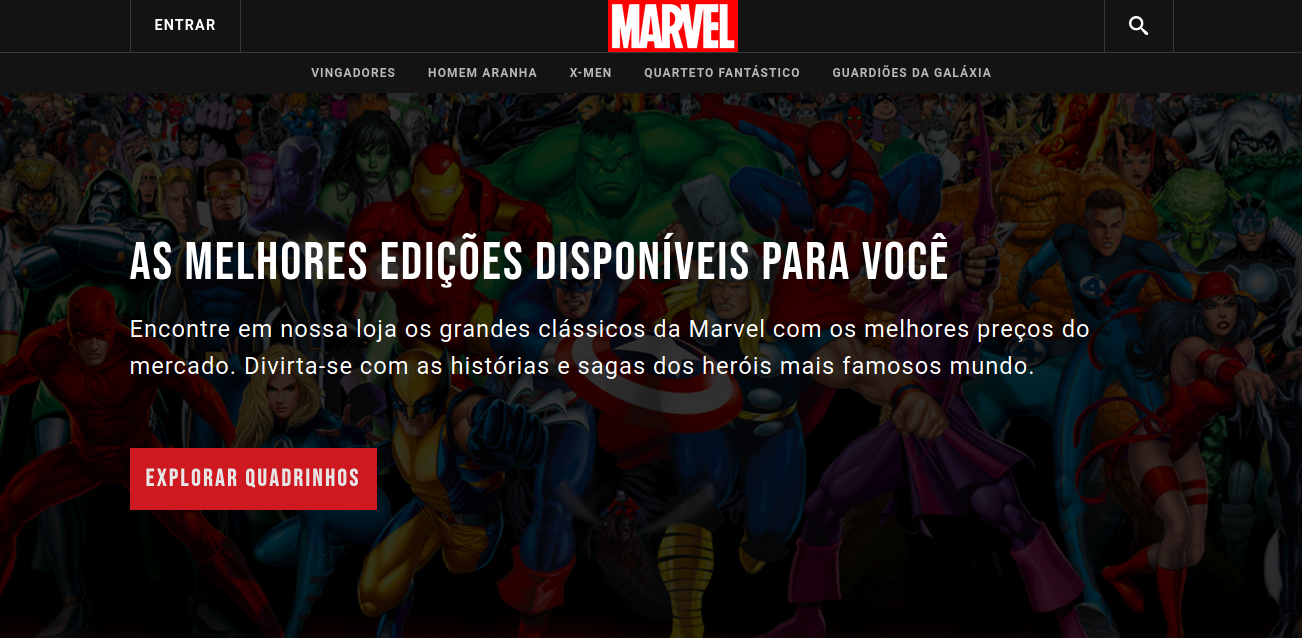 ENTRAR
MARVEL
VINGADORES HOMEM ARANHA X-MEN QUARTETO FANTÁSTICO GUARDIÕES DA GALÁXIA
AS MELHORES EDIÇÕES DISPONÍVEIS PARA VOCÊ
Encontre em nossa loja os grandes clássicos da Marvel com os melhores preços do
mercado. Divirta-se com as histórias e sagas dos heróis mais famosos mundo.
EXPLORAR QUADRINHOS
4